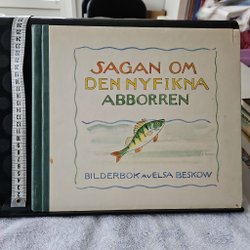 SAGAN OM
DEN NYFIKNA
ABBORREN
BILDERBOK AV ELSA BESKOW